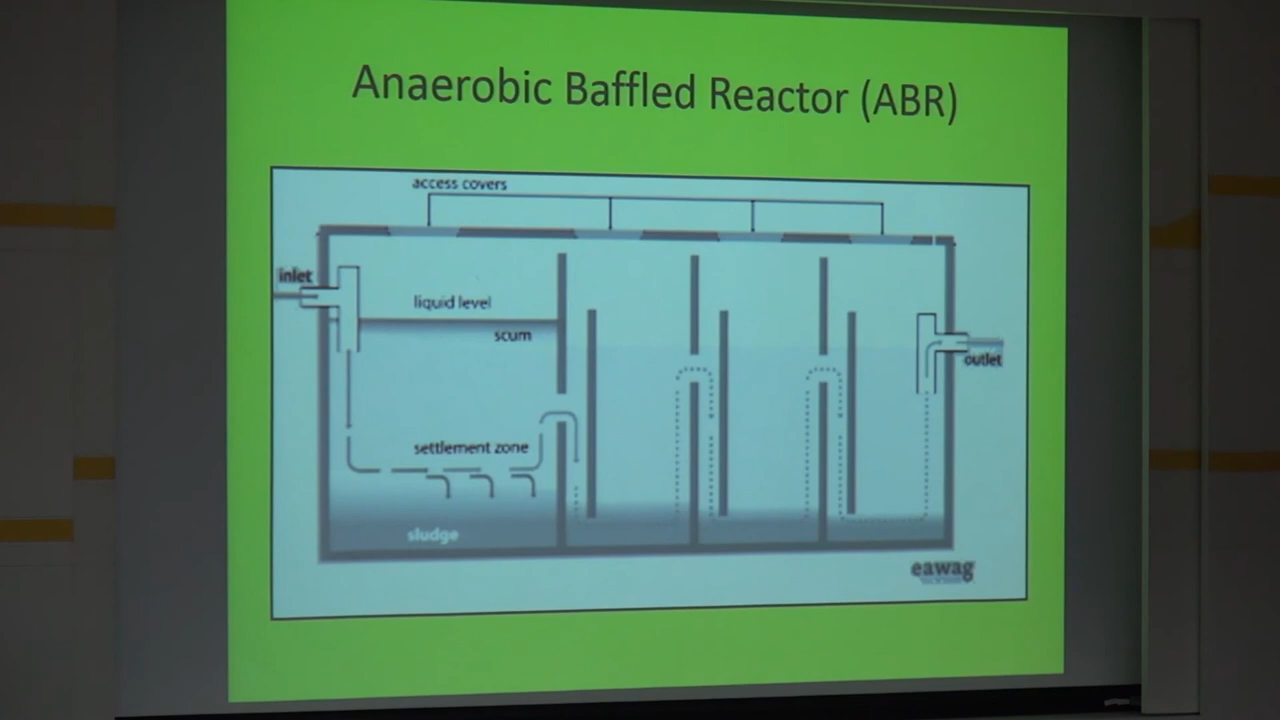 Anaerobic Baffled Reactor (ABR)
access covers
inlet
liquid level
scum
outlet
settlement zone
sludge
eawag